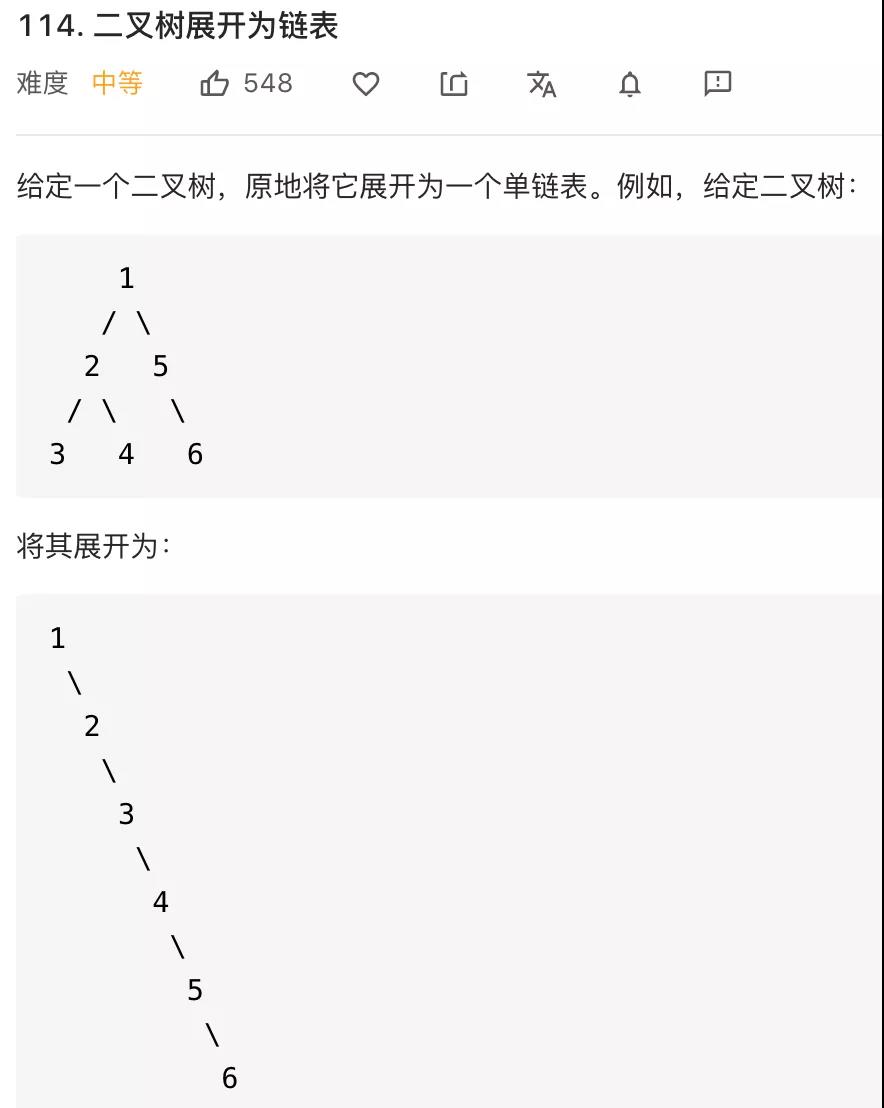 114. 二叉树展开为链表
难度 中等 548
给定一个二叉树，原地将它展开为一个单链表。例如，给定二叉树：
1
/ \
2 5
/ \ \
3 4 6
将其展开为：
1
\
2
\
3
\
4
\
5
\
6